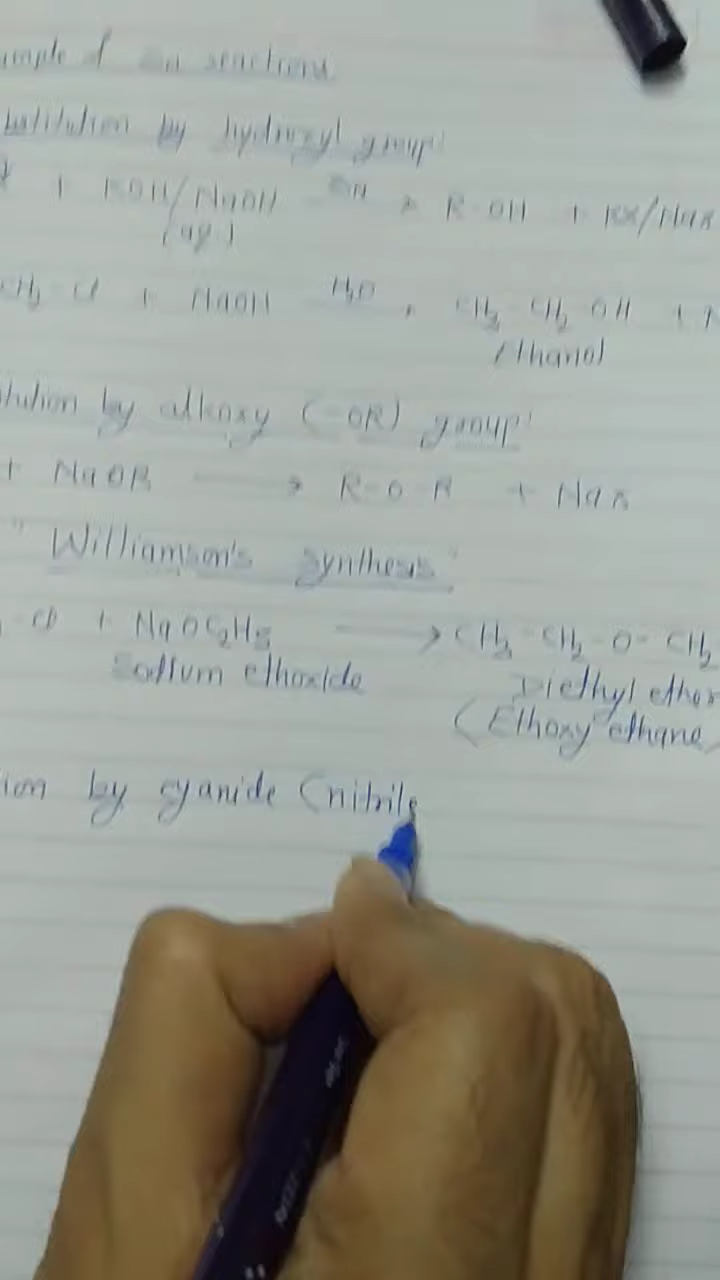 ample of SN reactions
bstitution by hydroxyl group:
X + KOH/NaOH SN → R-OH + KX/NaX
(aq.)
CH2-Cl + NaOH H2O → CH3-CH2-OH + N
Ethanol
itution by alkoxy (-OR) group:
+ NaOR → R-O-R + NaX
"Williamson's synthesis"
-Cl + NaOC2H5 → CH3-CH2-O-CH2
Sodium ethoxide Diethyl ether
(Ethoxy ethane)
ion by cyanide (nitrile